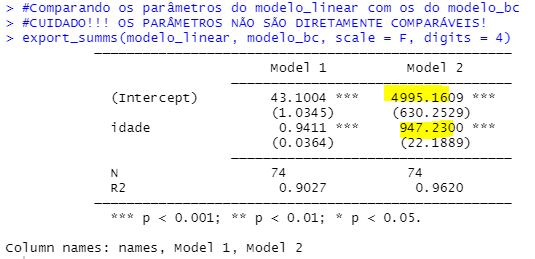 > #Comparando os parâmetros do modelo_linear com os do modelo_bc
> #CUIDADO!!! OS PARÂMETROS NÃO SÃO DIRETAMENTE COMPARÁVEIS!
> export_summs(modelo_linear, modelo_bc, scale = F, digits = 4)
Model 1 Model 2
(Intercept) 43.1004 *** 4995.1609 ***
(1.0345) (630.2529)
idade 0.9411 *** 947.2300 ***
(0.0364) (22.1889)
N 74 74
R2 0.9027 0.9620
*** p < 0.001; ** p < 0.01; * p < 0.05.
Column names: names, Model 1, Model 2